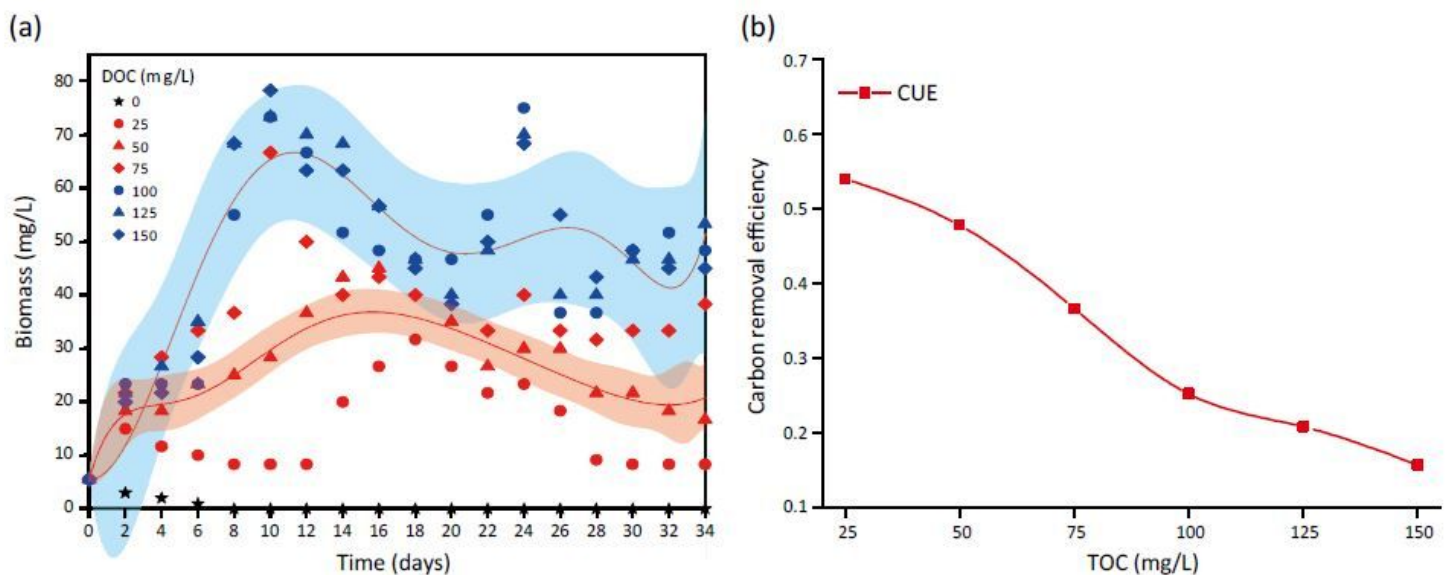 (a)
DOC (mg/L)
0
25
50
75
100
125
150
80
70
60
50
40
30
20
10
0
Biomass (mg/L)
0 2 4 6 8 10 12 14 16 18 20 22 24 26 28 30 32 34
Time (days)
(b)
CUE
0.7
0.6
0.5
0.4
0.3
0.2
0.1
Carbon removal efficiency
25 50 75 100 125 150
TOC (mg/L)